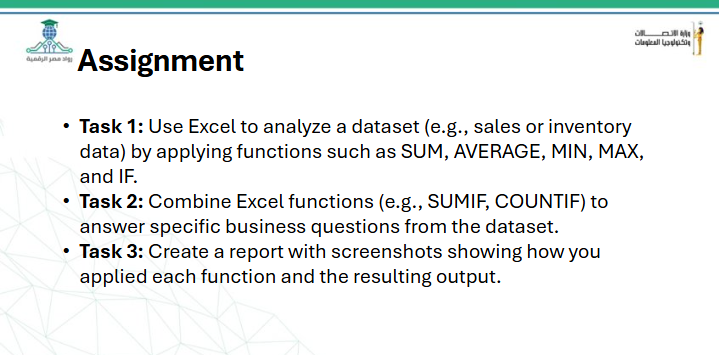 رواد مصر الرقمية
وزارة الاتصالات
وتكنولوجيا المعلومات
Assignment
• Task 1: Use Excel to analyze a dataset (e.g., sales or inventory
data) by applying functions such as SUM, AVERAGE, MIN, MAX,
and IF.
• Task 2: Combine Excel functions (e.g., SUMIF, COUNTIF) to
answer specific business questions from the dataset.
• Task 3: Create a report with screenshots showing how you
applied each function and the resulting output.